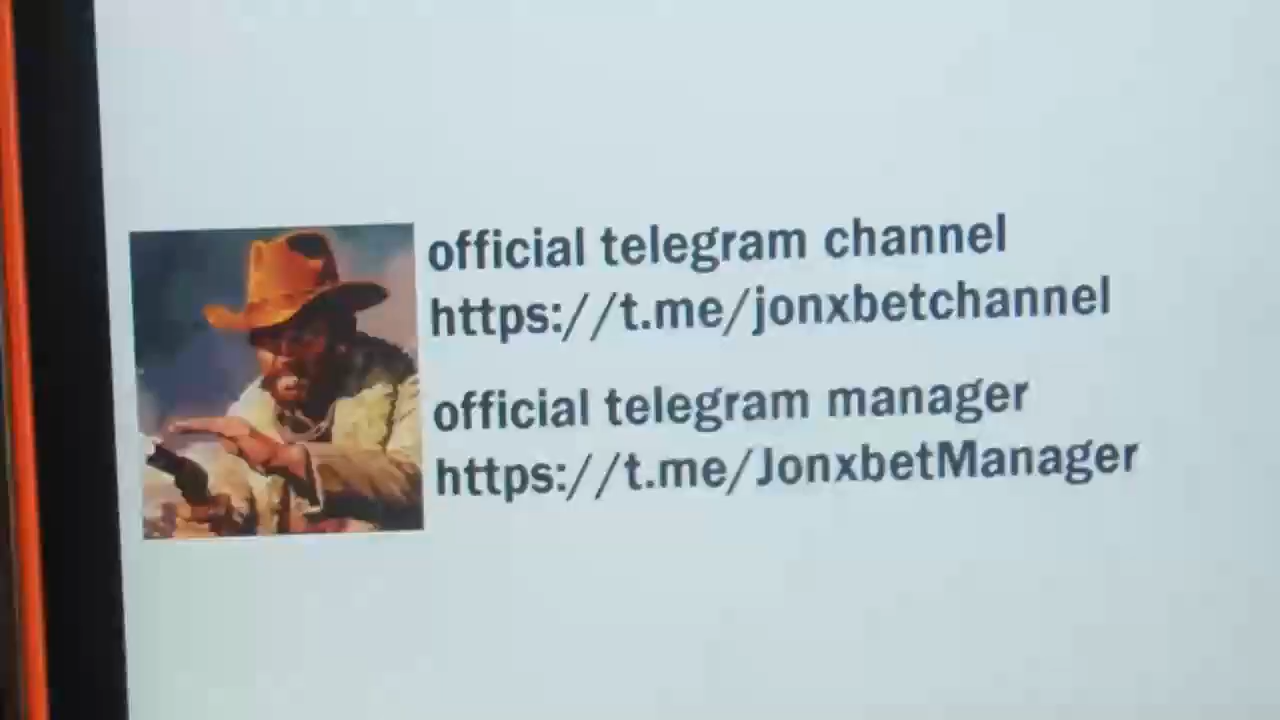 official telegram channel
https://t.me/jonxbetchannel
official telegram manager
https://t.me/JonxbetManager